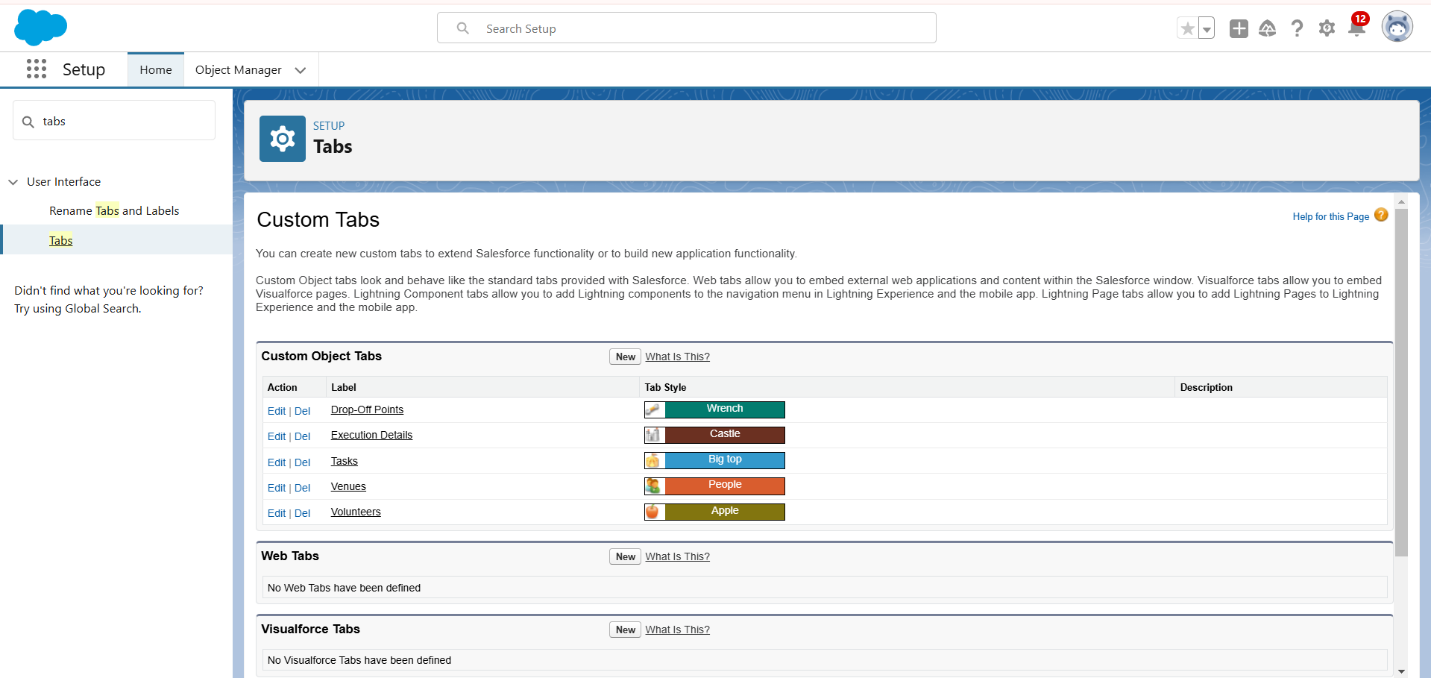 Search Setup
12
Setup
Home
Object Manager
tabs
User Interface
Rename Tabs and Labels
Tabs
Didn't find what you're looking for?
Try using Global Search.
SETUP
Tabs
Custom Tabs
Help for this Page ?
You can create new custom tabs to extend Salesforce functionality or to build new application functionality.
Custom Object tabs look and behave like the standard tabs provided with Salesforce. Web tabs allow you to embed external web applications and content within the Salesforce window. Visualforce tabs allow you to embed
Visualforce pages. Lightning Component tabs allow you to add Lightning components to the navigation menu in Lightning Experience and the mobile app. Lightning Page tabs allow you to add Lightning Pages to Lightning
Experience and the mobile app.
Custom Object Tabs New What Is This?
Action Label Tab Style Description
Edit | Del Drop-Off Points Wrench
Edit | Del Execution Details Castle
Edit | Del Tasks Big top
Edit | Del Venues People
Edit | Del Volunteers Apple
Web Tabs New What Is This?
No Web Tabs have been defined
Visualforce Tabs New What Is This?
No Visualforce Tabs have been defined